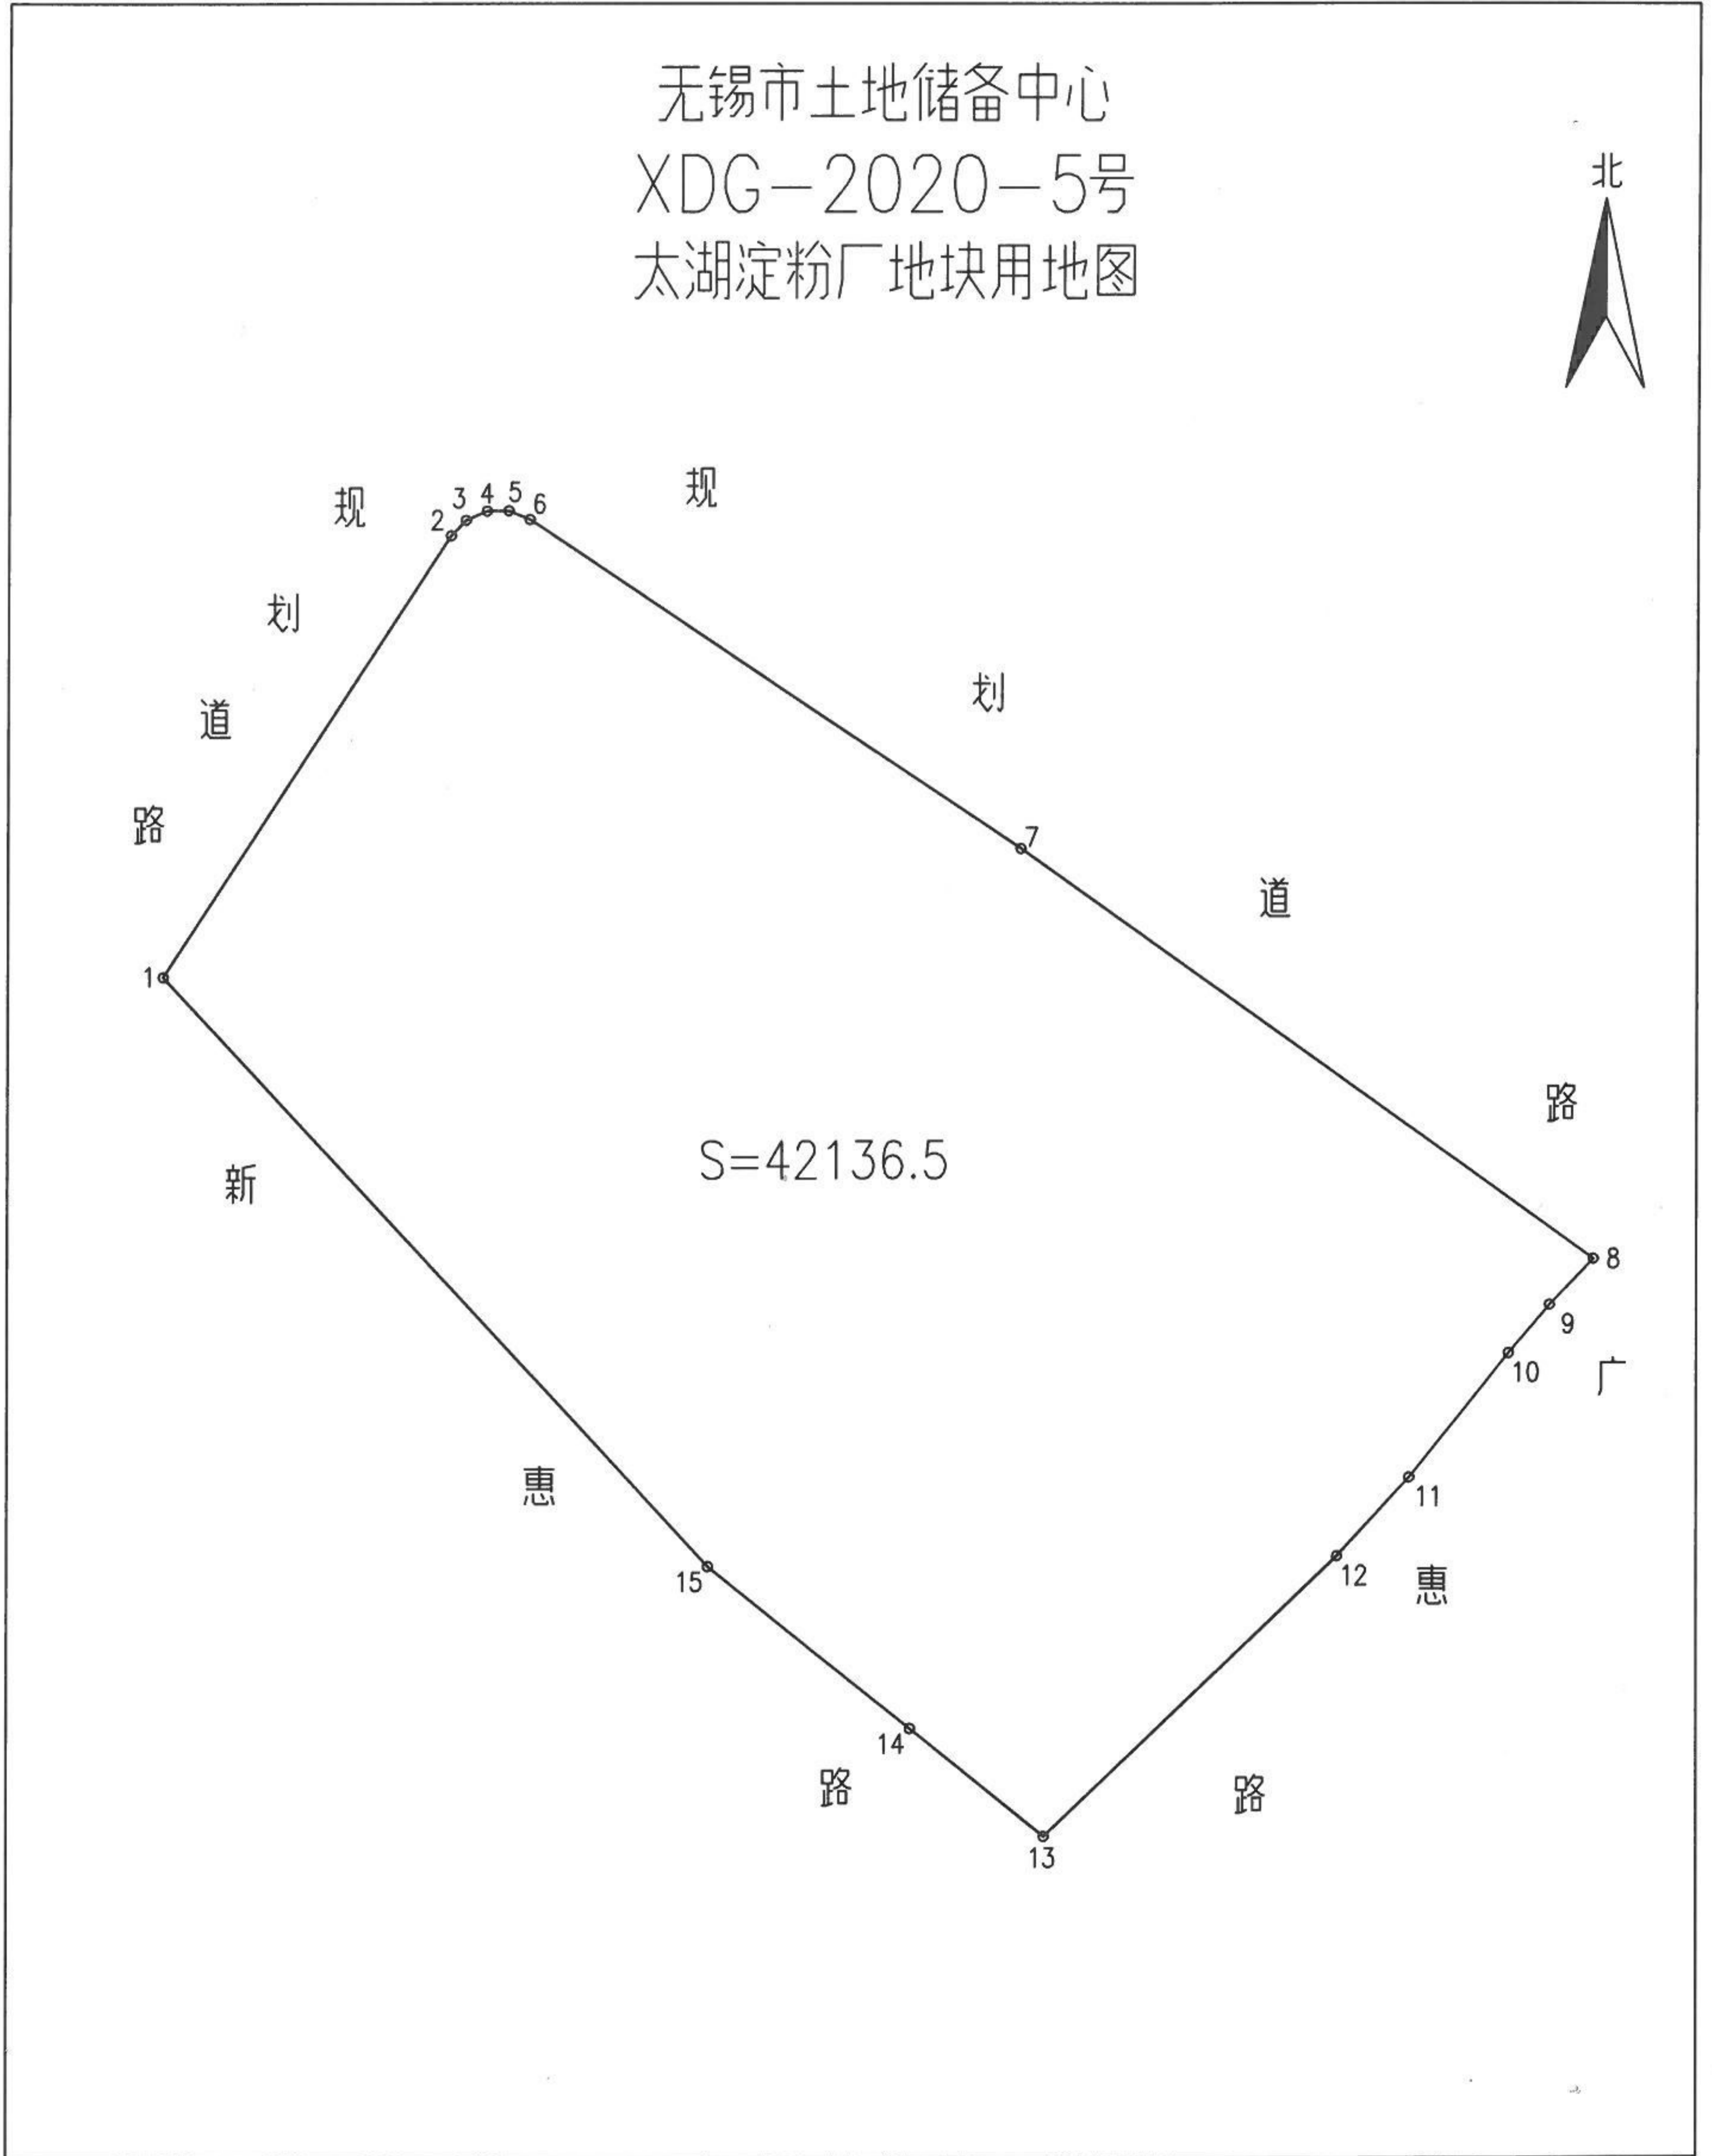 无锡市土地储备中心
XDG-2020-5号
太湖淀粉厂地块用地图
北
规划道路
规划道路
2
3
4
5
6
7
1
S=42136.5
8
9
10
11
12
13
14
15
新惠路
广惠路